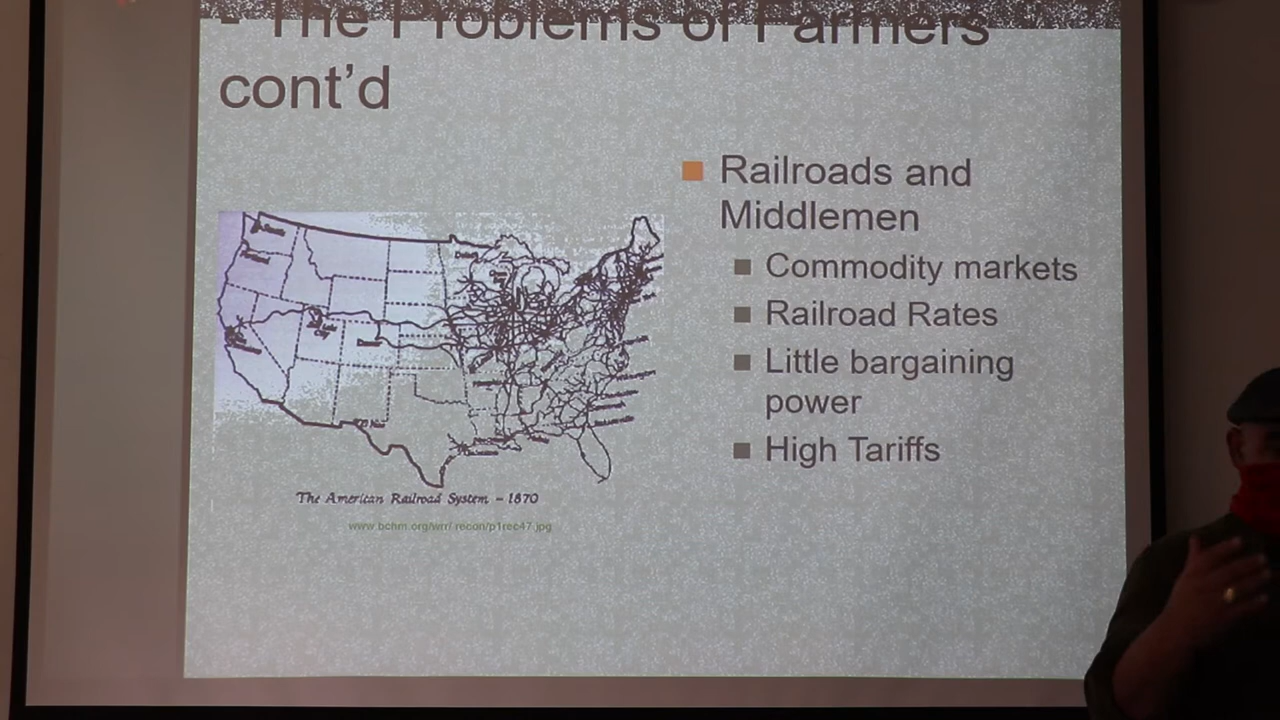 - The Problems of Farmers
cont'd
Railroads and
Middlemen
Commodity markets
Railroad Rates
Little bargaining
power
High Tariffs
The American Railroad System - 1870